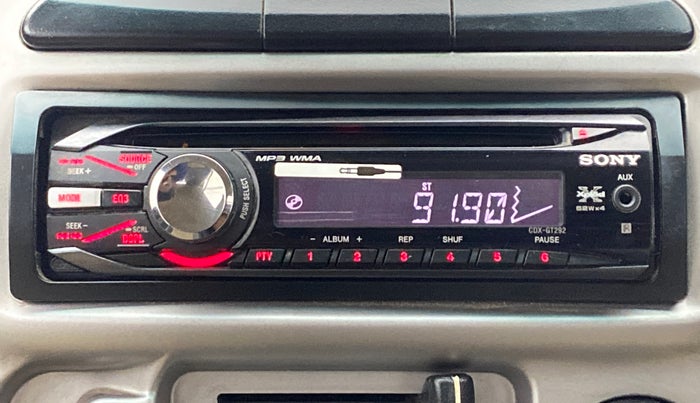 SOURCE
OFF
SEEK +
MP3 WMA
SONY
PUSH SELECT
AUX
MODE EQ3
ST
91.90
52W×4
SEEK −
SCRL
DSPL
CDX-GT292
− ALBUM + REP SHUF PAUSE
PTY 1 2 3 4 5 6